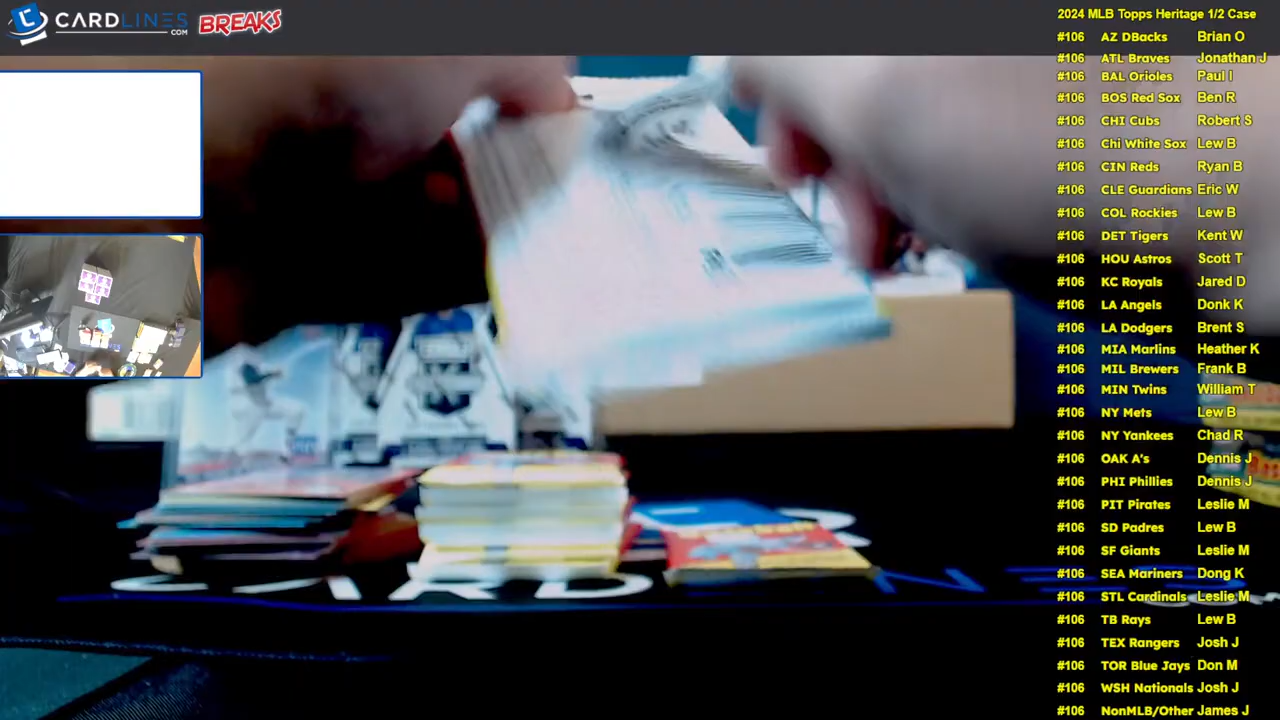 CARDLINES
.COM
BREAKS
2024 MLB Topps Heritage 1/2 Case
#106 AZ DBacks Brian O
#106 ATL Braves Jonathan J
#106 BAL Orioles Paul I
#106 BOS Red Sox Ben R
#106 CHI Cubs Robert S
#106 Chi White Sox Lew B
#106 CIN Reds Ryan B
#106 CLE Guardians Eric W
#106 COL Rockies Lew B
#106 DET Tigers Kent W
#106 HOU Astros Scott T
#106 KC Royals Jared D
#106 LA Angels Donk K
#106 LA Dodgers Brent S
#106 MIA Marlins Heather K
#106 MIL Brewers Frank B
#106 MIN Twins William T
#106 NY Mets Lew B
#106 NY Yankees Chad R
#106 OAK A's Dennis J
#106 PHI Phillies Dennis J
#106 PIT Pirates Leslie M
#106 SD Padres Lew B
#106 SF Giants Leslie M
#106 SEA Mariners Dong K
#106 STL Cardinals Leslie M
#106 TB Rays Lew B
#106 TEX Rangers Josh J
#106 TOR Blue Jays Don M
#106 WSH Nationals Josh J
#106 NonMLB/Other James J
CARD